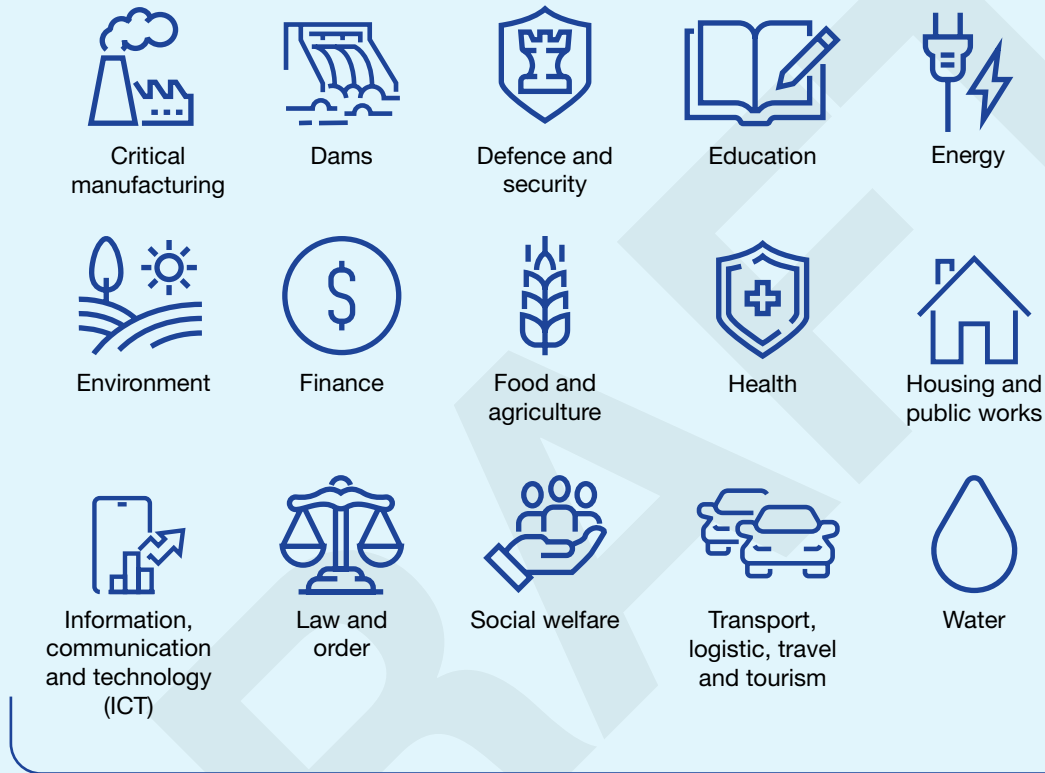 Critical
manufacturing
Dams
Defence and
security
Education
Energy
Environment
Finance
Food and
agriculture
Health
Housing and
public works
Information,
communication
and technology
(ICT)
Law and
order
Social welfare
Transport,
logistic, travel
and tourism
Water